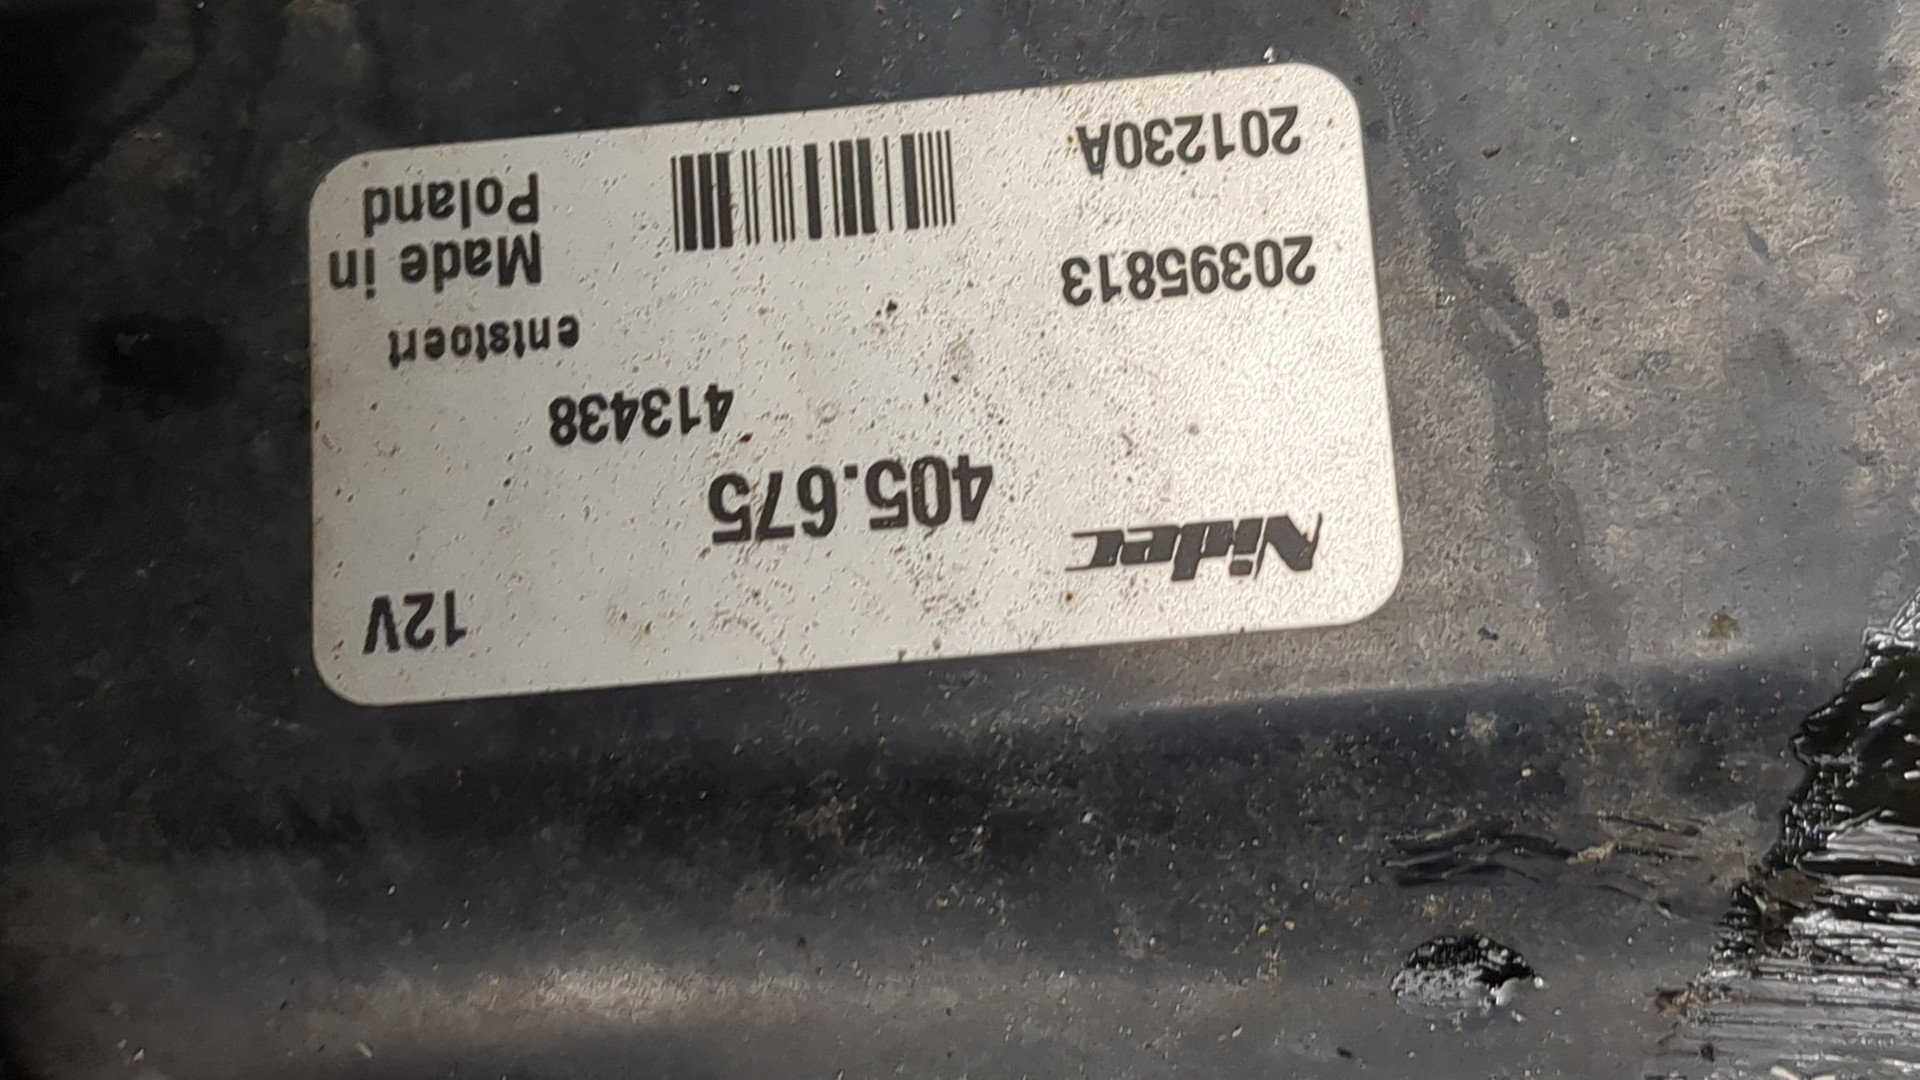 12V
Nidec
405.675
413438
entstoert
20395813
Made in
Poland
201230A